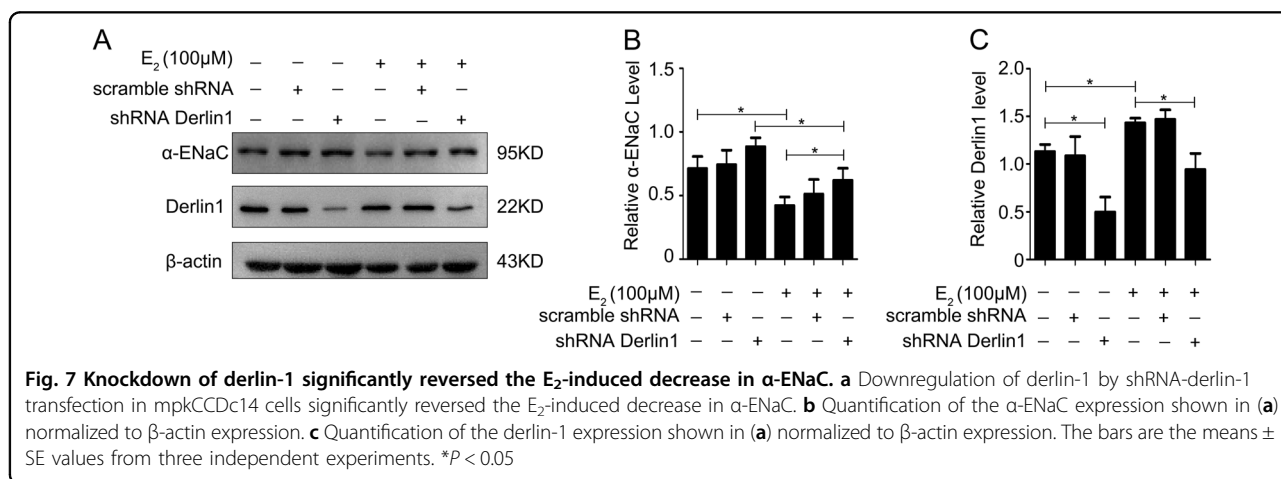 A
E₂ (100μM) − − − + + +
scramble shRNA − + − − + −
shRNA Derlin1 − − + − − +
α-ENaC 95KD
Derlin1 22KD
β-actin 43KD
B
Relative α-ENaC Level
1.5
1.0
0.5
0
* * *
E₂ (100μM) − − − + + +
scramble shRNA − + − − + −
shRNA Derlin1 − − + − − +
C
Relative Derlin1 level
2.0
1.5
1.0
0.5
0
* * *
E₂ (100μM) − − − + + +
scramble shRNA − + − − + −
shRNA Derlin1 − − + − − +
Fig. 7 Knockdown of derlin-1 significantly reversed the E₂-induced decrease in α-ENaC. a Downregulation of derlin-1 by shRNA-derlin-1
transfection in mpkCCDc14 cells significantly reversed the E₂-induced decrease in α-ENaC. b Quantification of the α-ENaC expression shown in (a)
normalized to β-actin expression. c Quantification of the derlin-1 expression shown in (a) normalized to β-actin expression. The bars are the means ±
SE values from three independent experiments. *P < 0.05